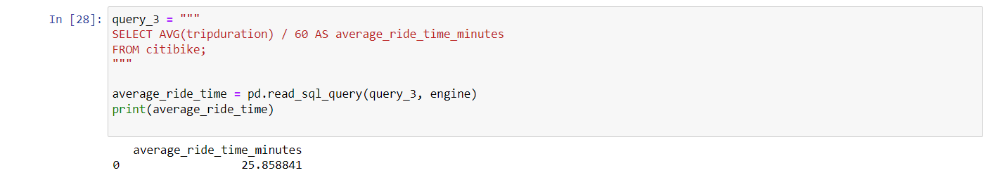 In [28]: query_3 = """
SELECT AVG(tripduration) / 60 AS average_ride_time_minutes
FROM citibike;
"""
average_ride_time = pd.read_sql_query(query_3, engine)
print(average_ride_time)
average_ride_time_minutes
0 25.858841